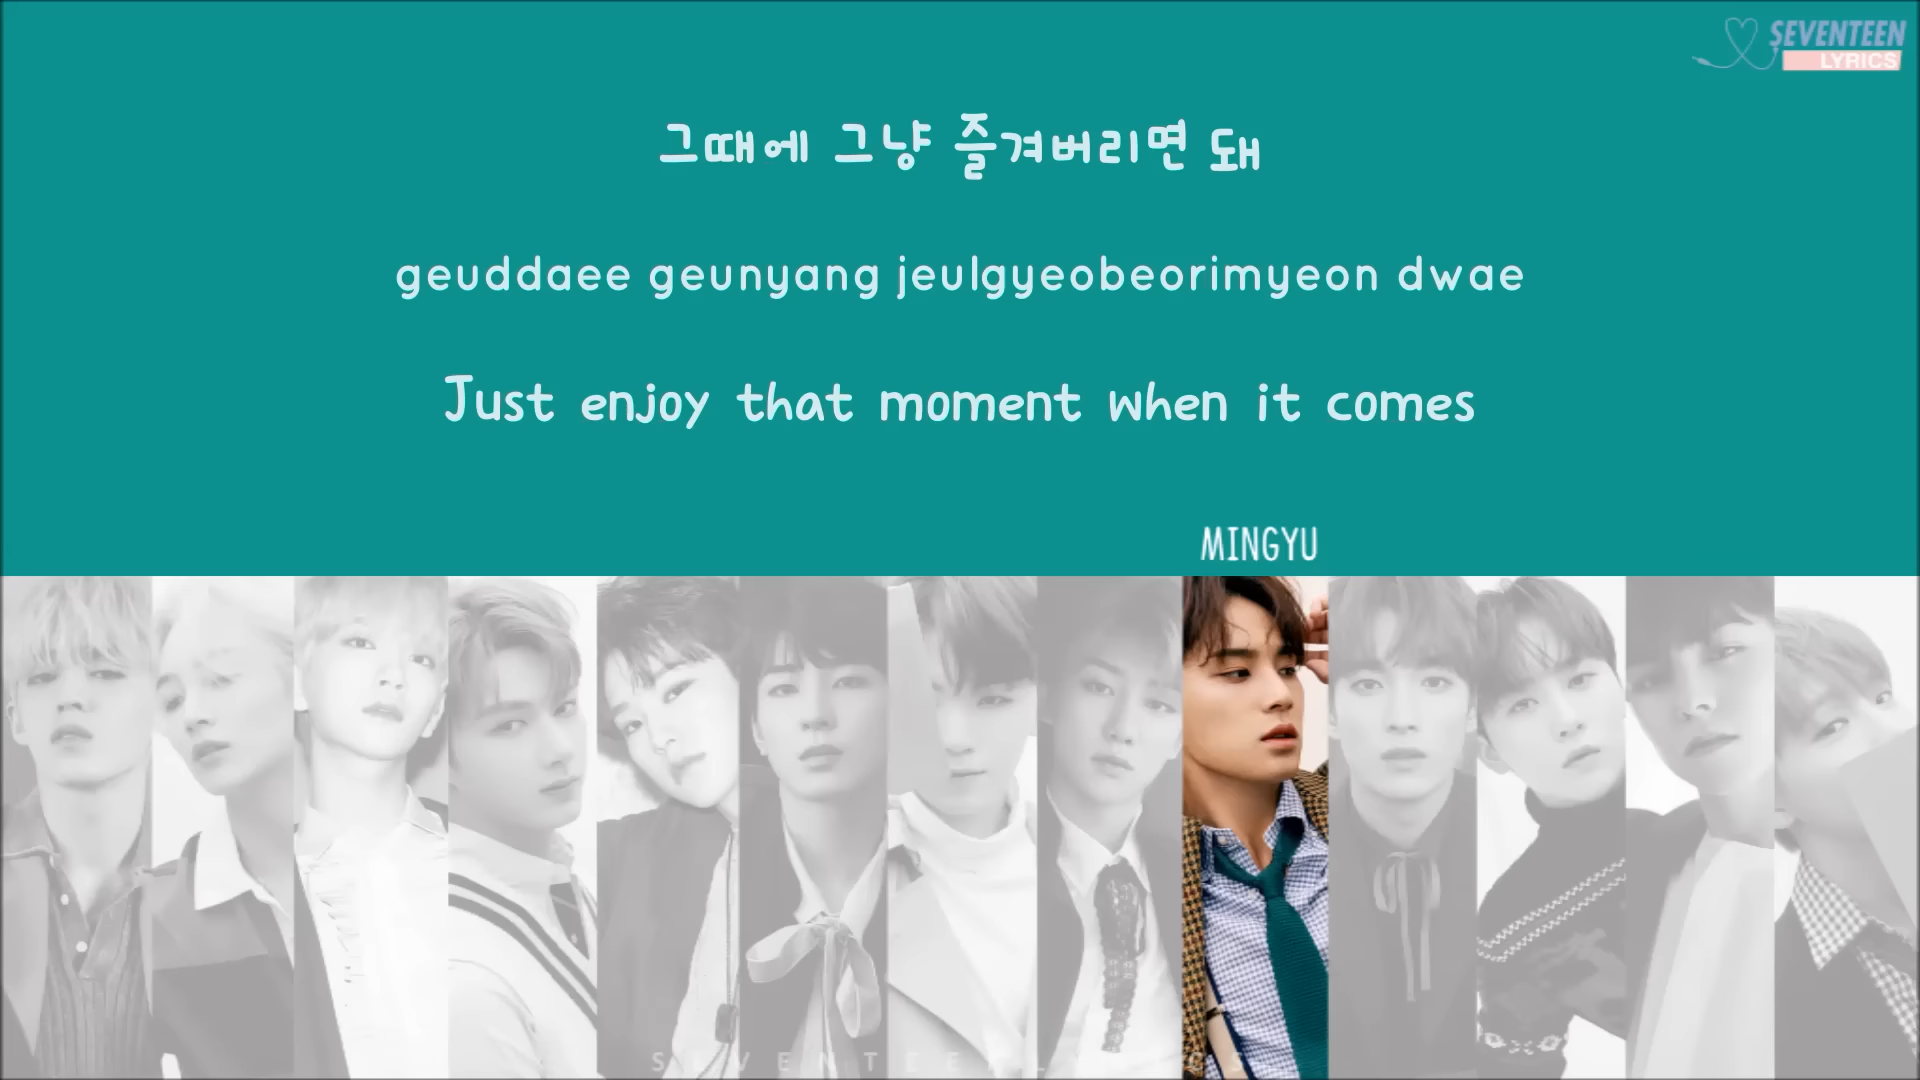 SEVENTEEN
LYRICS
그때에 그냥 즐겨버리면 돼
geuddaee geunyang jeulgyeobeorimyeon dwae
Just enjoy that moment when it comes
MINGYU